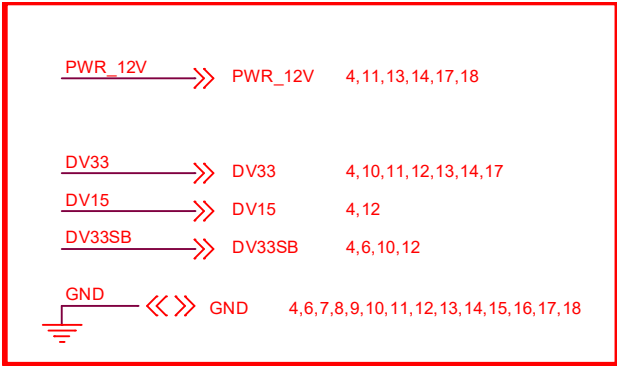 PWR_12V PWR_12V 4,11,13,14,17,18
DV33 DV33 4,10,11,12,13,14,17
DV15 DV15 4,12
DV33SB DV33SB 4,6,10,12
GND GND 4,6,7,8,9,10,11,12,13,14,15,16,17,18